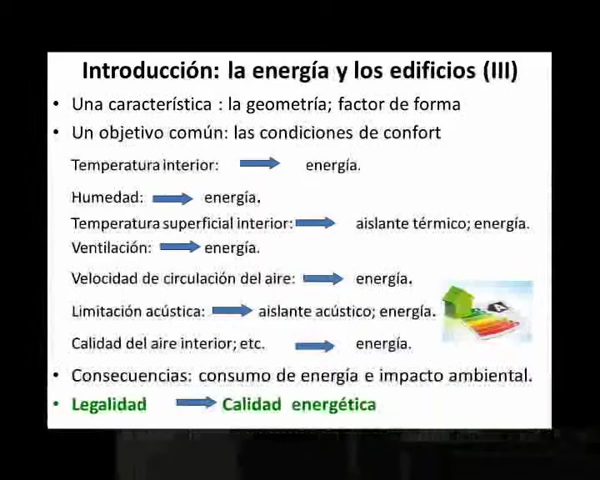 Introducción: la energía y los edificios (III)
• Una característica : la geometría; factor de forma
• Un objetivo común: las condiciones de confort
Temperatura interior: energía.
Humedad: energía.
Temperatura superficial interior: aislante térmico; energía.
Ventilación: energía.
Velocidad de circulación del aire: energía.
Limitación acústica: aislante acústico; energía.
Calidad del aire interior; etc. energía.
• Consecuencias: consumo de energía e impacto ambiental.
• Legalidad Calidad energética